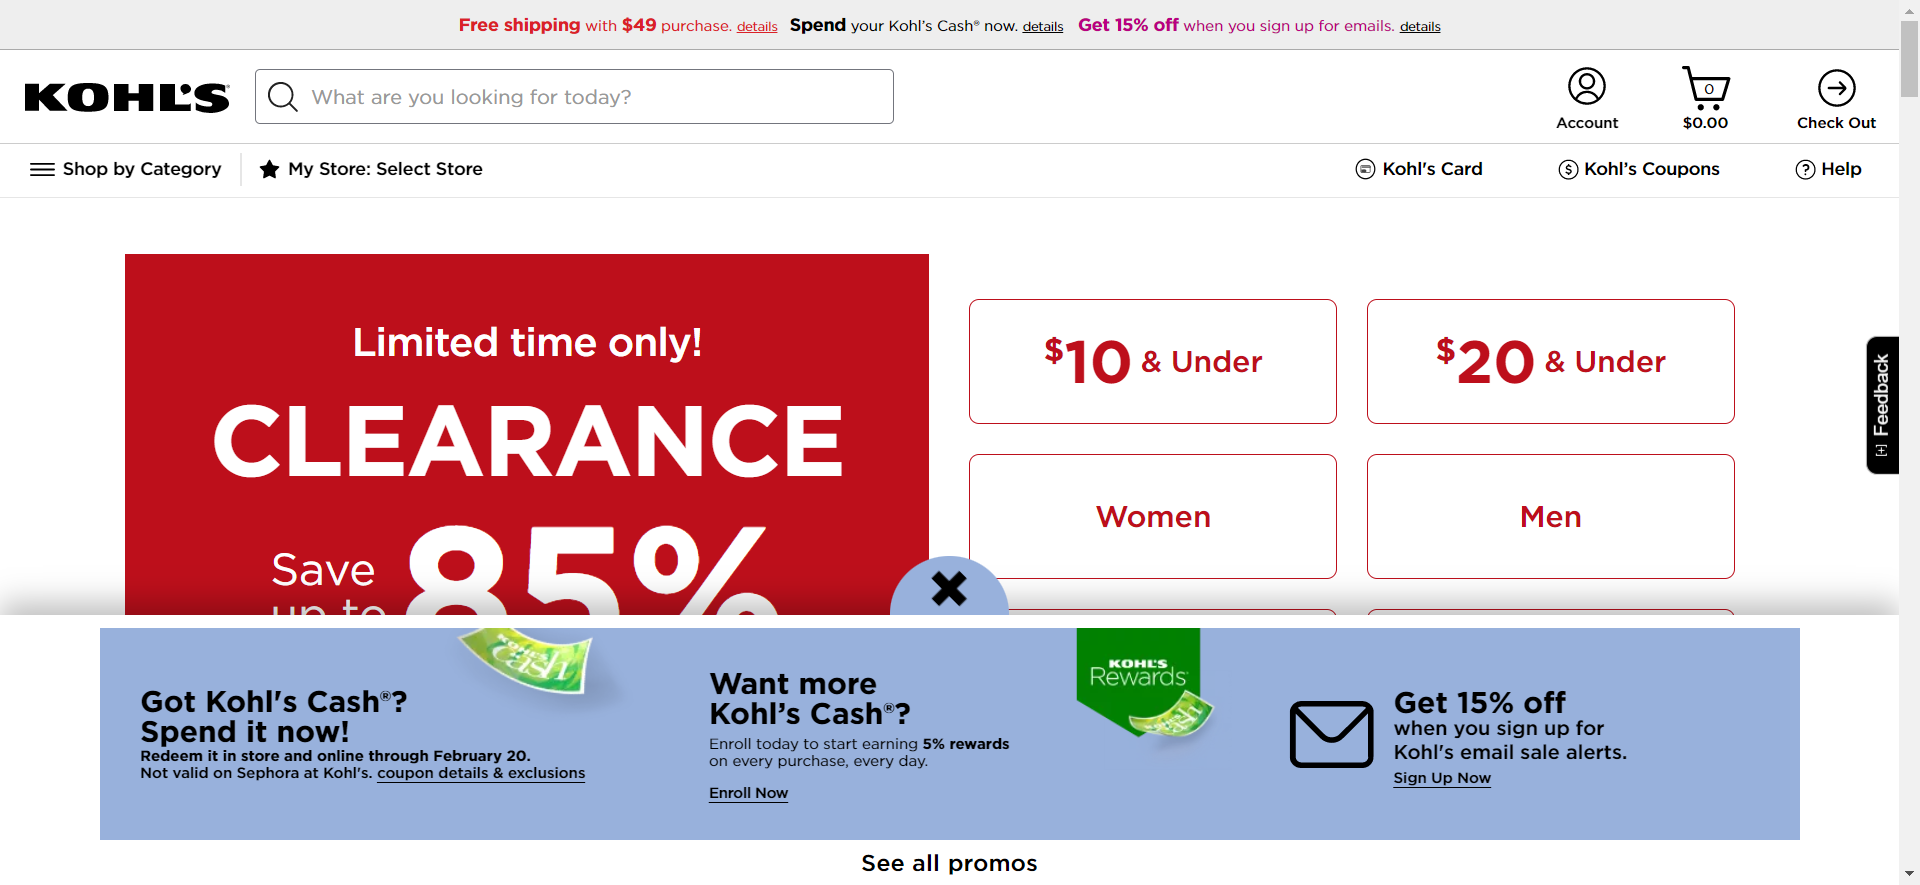 Free shipping with $49 purchase. details Spend your Kohl's Cash® now. details Get 15% off when you sign up for emails. details
KOHL'S
What are you looking for today?
0
Account
$0.00
Check Out
Shop by Category
My Store: Select Store
Kohl's Card
Kohl's Coupons
Help
Limited time only!
CLEARANCE
Save
up to
85%
$10 & Under
$20 & Under
Women
Men
[+] Feedback
KOHL'S
Cash
Got Kohl's Cash®?
Spend it now!
Redeem it in store and online through February 20.
Not valid on Sephora at Kohl's. coupon details & exclusions
Want more
Kohl's Cash®?
Enroll today to start earning 5% rewards
on every purchase, every day.
Enroll Now
KOHL'S
Rewards
Get 15% off
when you sign up for
Kohl's email sale alerts.
Sign Up Now
See all promos